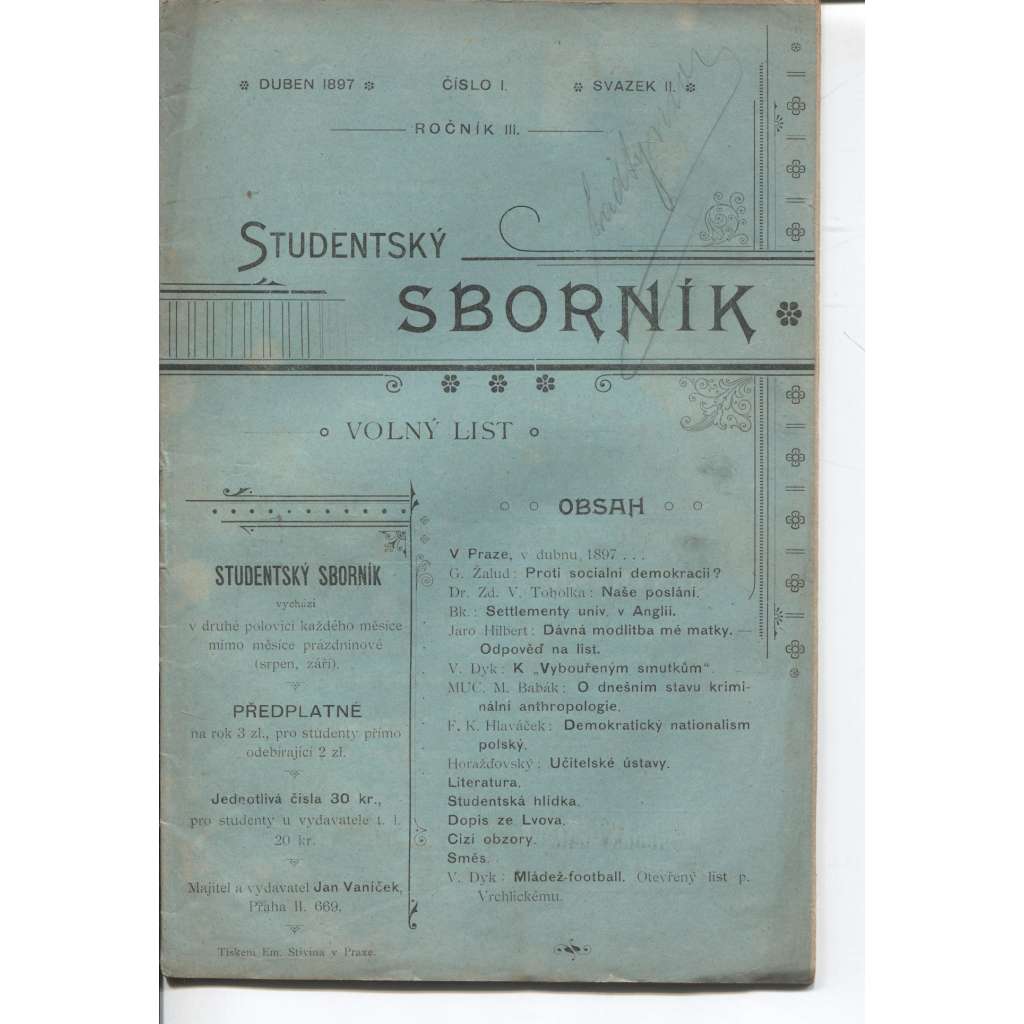 DUBEN 1897 ČÍSLO I. SVAZEK II.
ROČNÍK III.
STUDENTSKÝ
SBORNÍK
VOLNÝ LIST
STUDENTSKÝ SBORNÍK
vychází
v druhé polovici každého měsíce
mimo měsíce prázdninové
(srpen, září).
PŘEDPLATNÉ
na rok 3 zl., pro studenty přímo
odebírající 2 zl.
Jednotlivá čísla 30 kr.,
pro studenty u vydavatele t. l.
20 kr.
Majitel a vydavatel Jan Vaníček,
Praha II. 669.
Tiskem Em. Stivína v Praze.
OBSAH
V Praze, v dubnu, 1897 . . .
G. Žalud: Proti socialní demokracii?
Dr. Zd. V. Tobolka: Naše poslání.
Bk.: Settlementy univ. v Anglii.
Jaro Hilbert: Dávná modlitba mé matky. —
Odpověď na list.
V. Dyk: K „Vybouřeným smutkům“.
MUC. M. Babák: O dnešním stavu krimi-
nální anthropologie.
F. K. Hlaváček: Demokratický nationalism
polský.
Horažďovský: Učitelské ústavy.
Literatura.
Studentská hlídka.
Dopis ze Lvova.
Cizí obzory.
Směs.
V. Dyk: Mládež-football. Otevřený list p.
Vrchlickému.